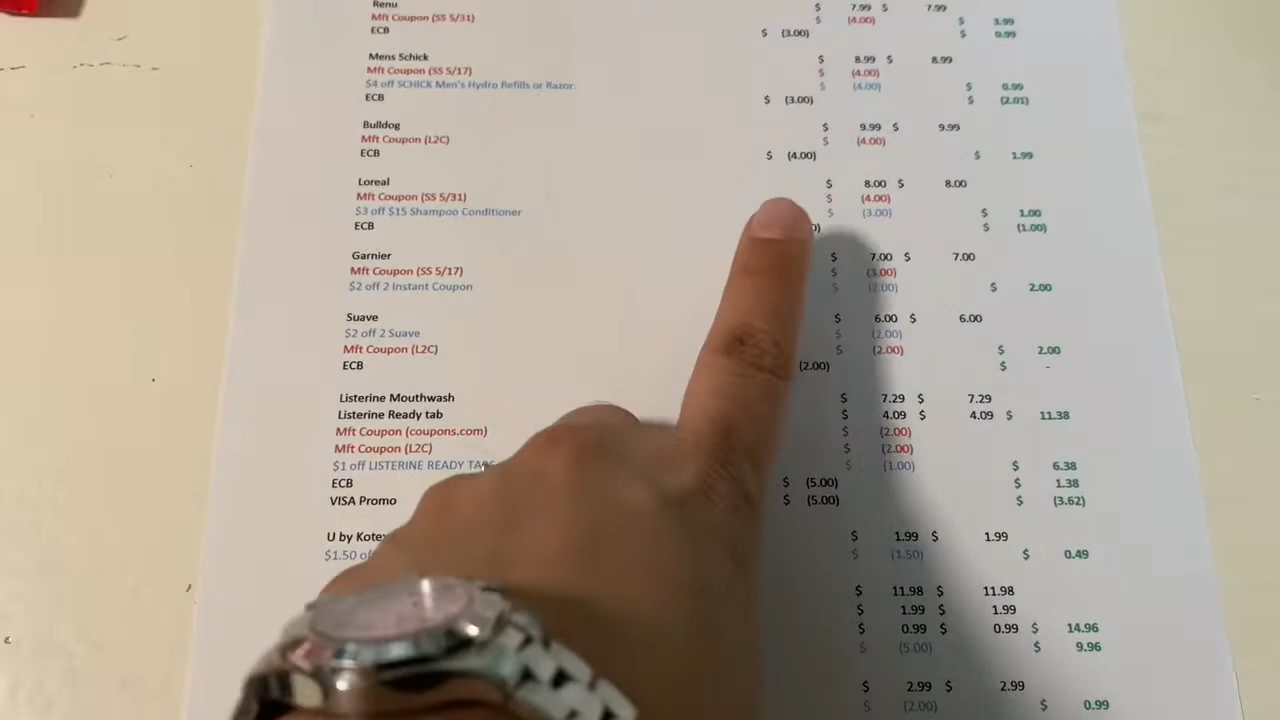 Renu $ 7.99 $ 7.99
Mft Coupon (SS 5/31) $ (4.00) $ 3.99
ECB $ (3.00) $ 0.99
Mens Schick $ 8.99 $ 8.99
Mft Coupon (SS 5/17) $ (4.00)
$4 off SCHICK Men's Hydro Refills or Razor. $ (4.00) $ 0.99
ECB $ (3.00) $ (2.01)
Bulldog $ 9.99 $ 9.99
Mft Coupon (L2C) $ (4.00)
ECB $ (4.00) $ 1.99
Loreal $ 8.00 $ 8.00
Mft Coupon (SS 5/31) $ (4.00)
$3 off $15 Shampoo Conditioner $ (3.00) $ 1.00
ECB $ (1.00)
Garnier $ 7.00 $ 7.00
Mft Coupon (SS 5/17) $ (3.00)
$2 off 2 Instant Coupon $ (2.00) $ 2.00
Suave $ 6.00 $ 6.00
$2 off 2 Suave $ (2.00)
Mft Coupon (L2C) $ (2.00) $ 2.00
ECB (2.00) $ -
Listerine Mouthwash $ 7.29 $ 7.29
Listerine Ready tab $ 4.09 $ 4.09 $ 11.38
Mft Coupon (coupons.com) $ (2.00)
Mft Coupon (L2C) $ (2.00)
$1 off LISTERINE READY TABS $ (1.00) $ 6.38
ECB $ (5.00) $ 1.38
VISA Promo $ (5.00) $ (3.62)
U by Kotex $ 1.99 $ 1.99
$1.50 of $ (1.50) $ 0.49
$ 11.98 $ 11.98
$ 1.99 $ 1.99
$ 0.99 $ 0.99 $ 14.96
$ (5.00) $ 9.96
$ 2.99 $ 2.99
$ (2.00) $ 0.99